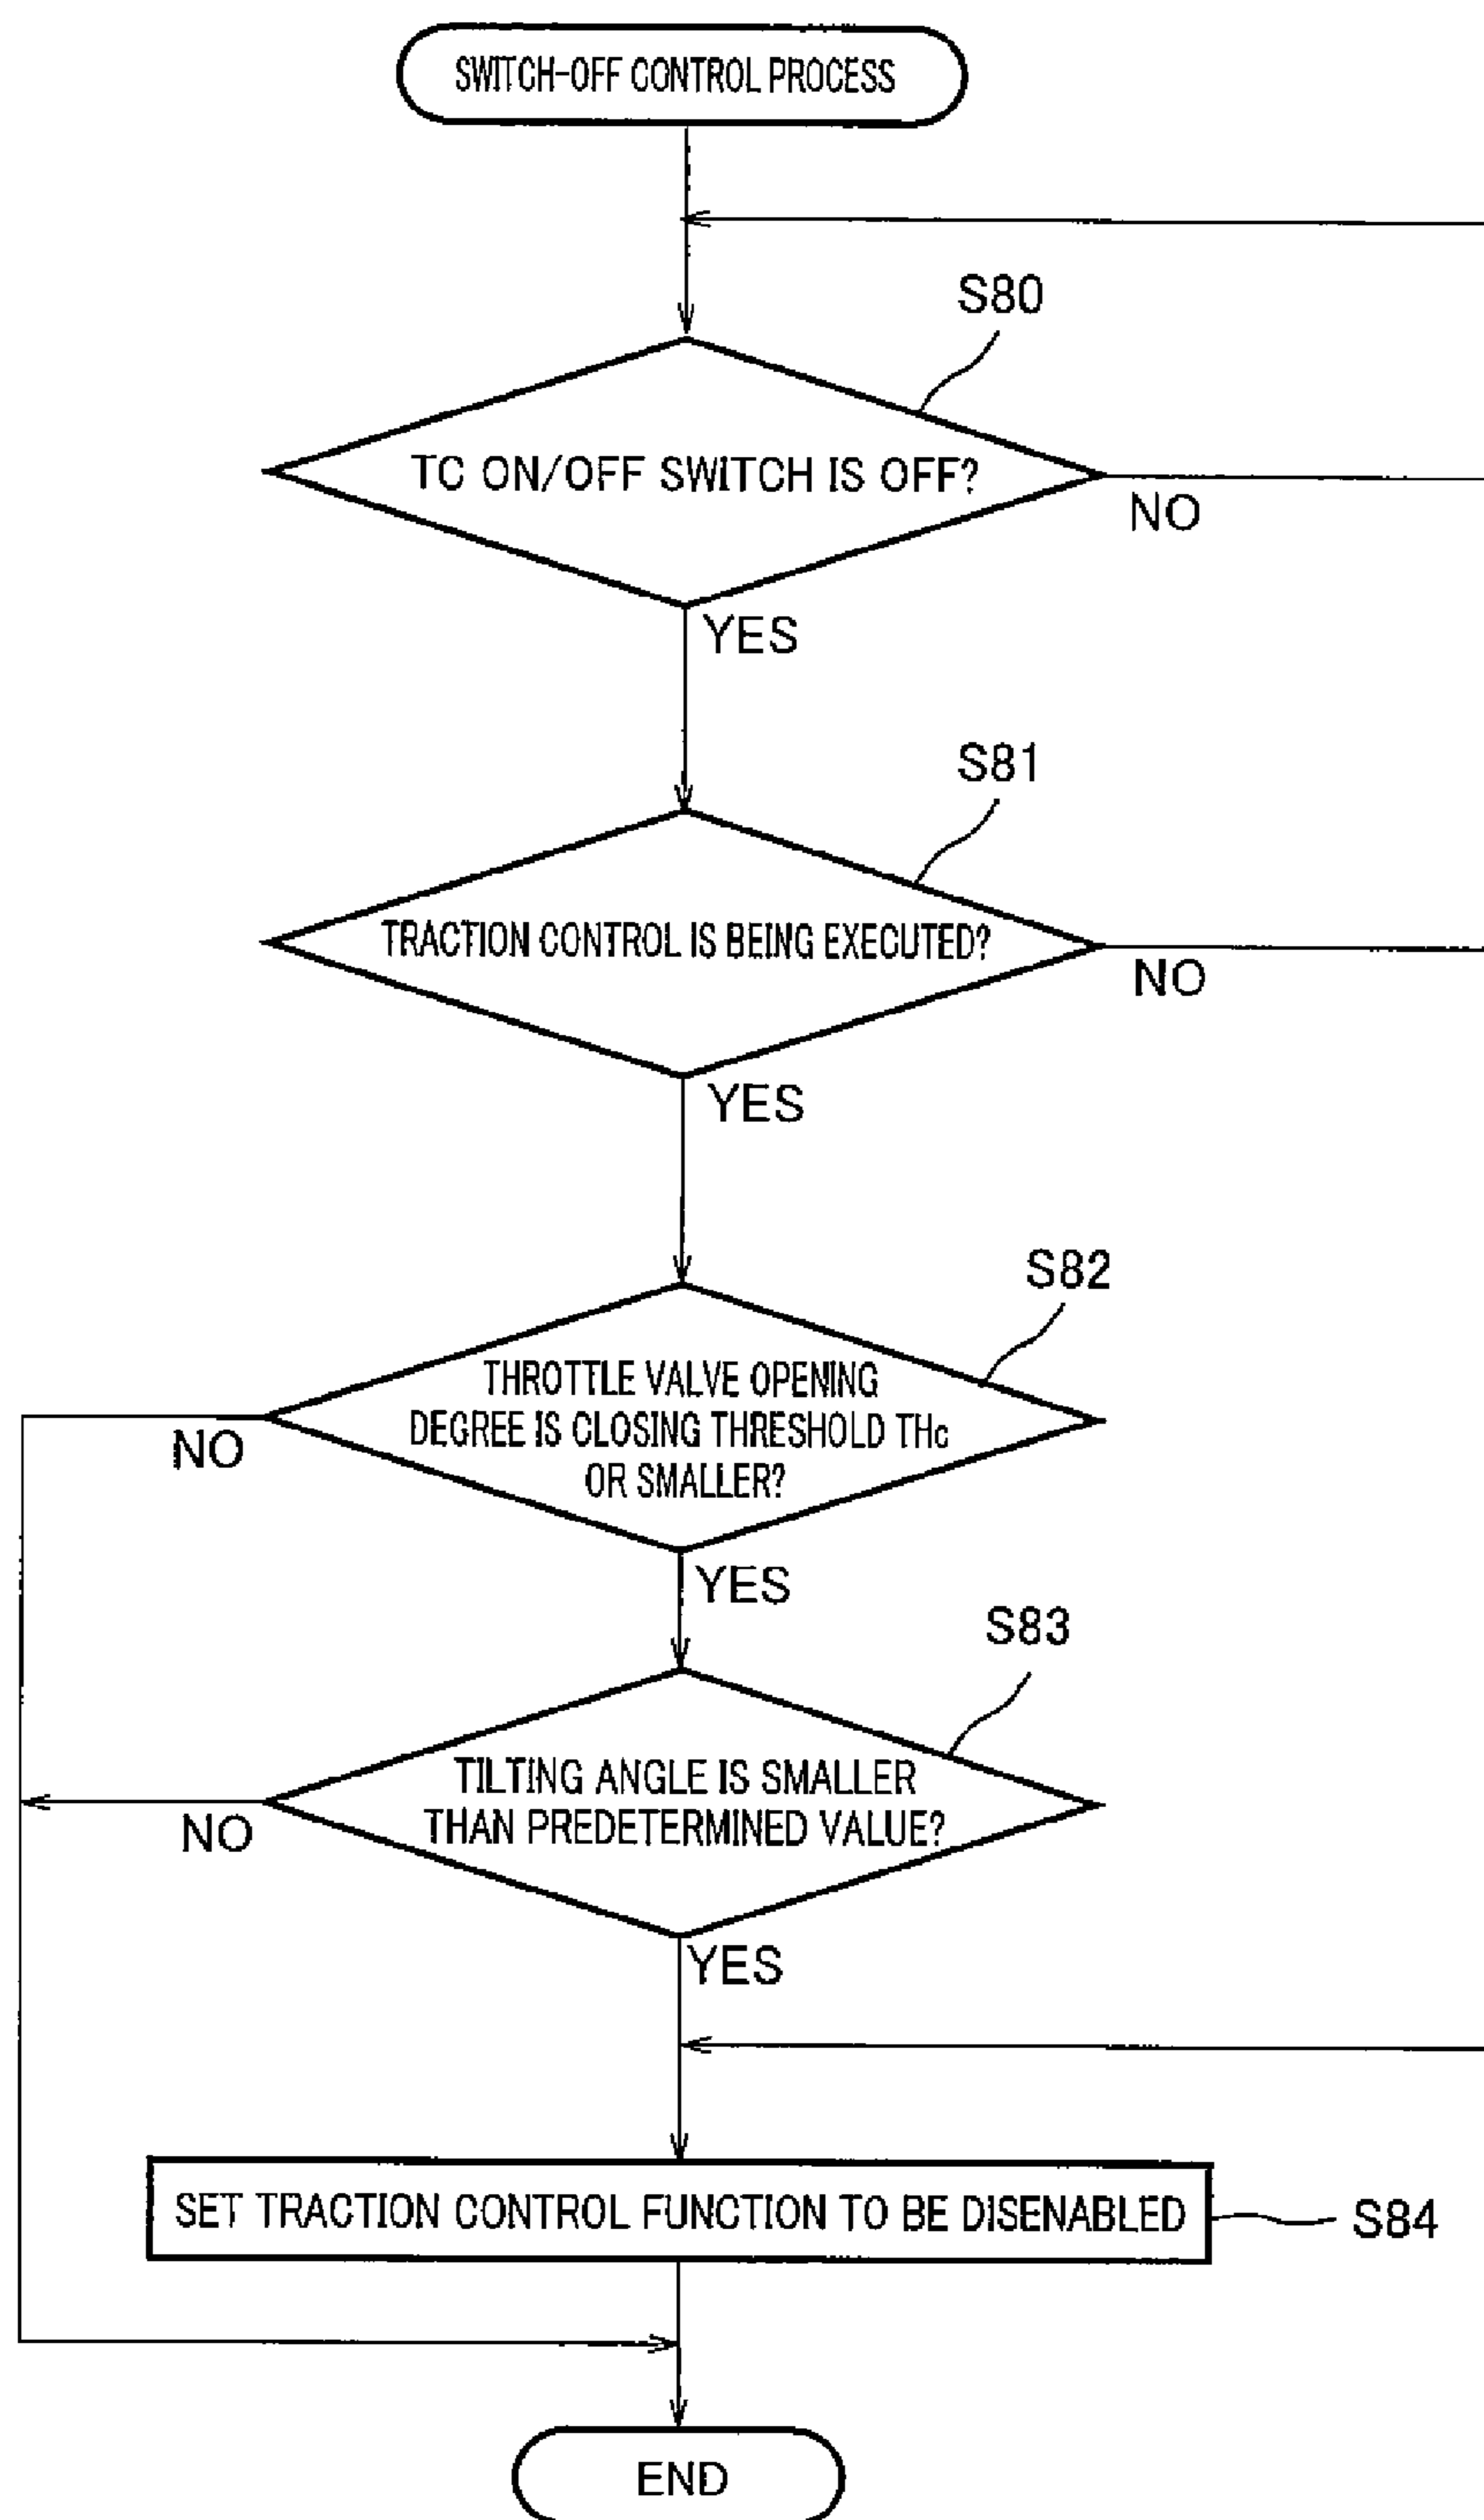 SWITCH-OFF CONTROL PROCESS
S80
TC ON/OFF SWITCH IS OFF?
NO
YES
S81
TRACTION CONTROL IS BEING EXECUTED?
NO
YES
S82
THROTTLE VALVE OPENING
DEGREE IS CLOSING THRESHOLD THc
OR SMALLER?
NO
YES
S83
TILTING ANGLE IS SMALLER
THAN PREDETERMINED VALUE?
NO
YES
SET TRACTION CONTROL FUNCTION TO BE DISENABLED
S84
END